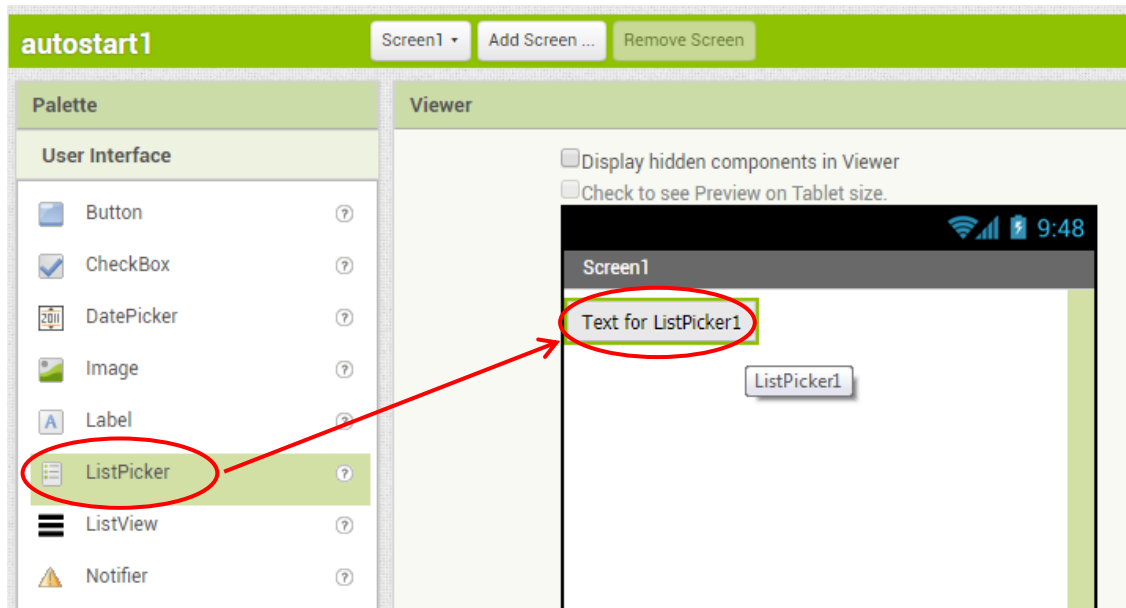 autostart1
Screen1
Add Screen ...
Remove Screen
Palette
Viewer
User Interface
Button ?
CheckBox ?
2011 DatePicker ?
Image ?
A Label ?
ListPicker ?
ListView ?
Notifier ?
Display hidden components in Viewer
Check to see Preview on Tablet size.
9:48
Screen1
Text for ListPicker1
ListPicker1